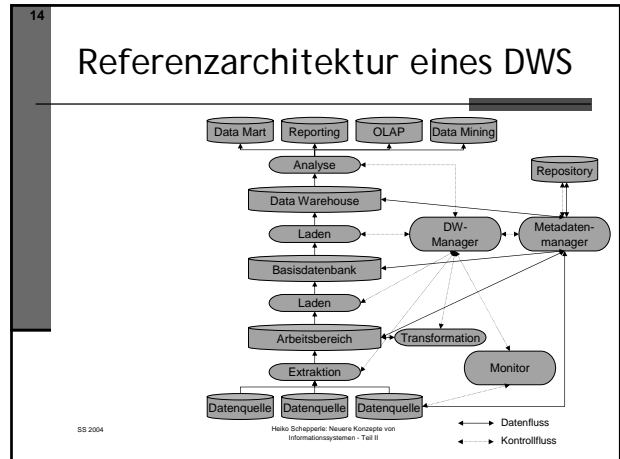 14
Referenzarchitektur eines DWS
Data Mart
Reporting
OLAP
Data Mining
Analyse
Repository
Data Warehouse
Laden
DW-
Manager
Metadaten-
manager
Basisdatenbank
Laden
Arbeitsbereich
Transformation
Extraktion
Monitor
Datenquelle
Datenquelle
Datenquelle
SS 2004
Heiko Schepperle: Neuere Konzepte von
Informationssystemen - Teil II
Datenfluss
Kontrollfluss